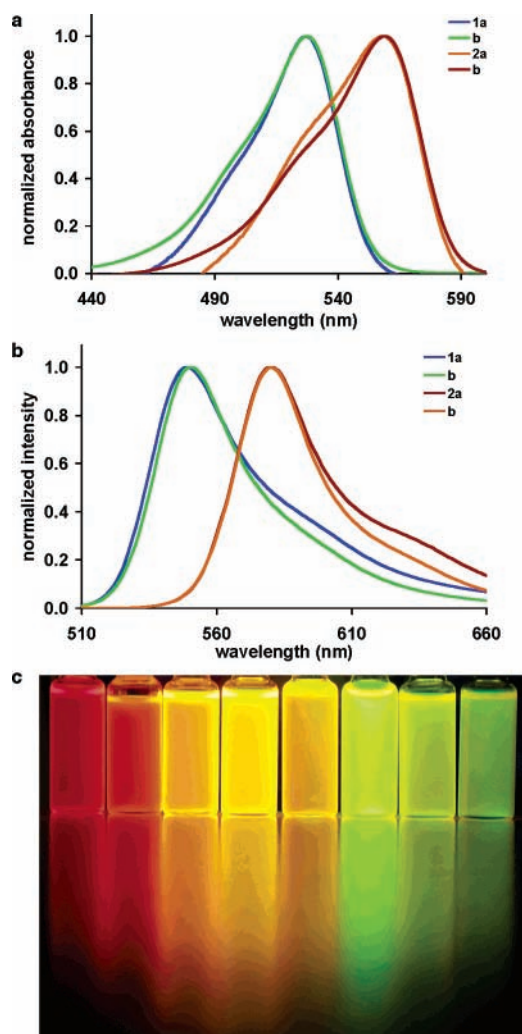 a
1a
b
2a
b
normalized absorbance
1.0
0.8
0.6
0.4
0.2
0.0
440 490 540 590
wavelength (nm)
b
1a
b
2a
b
normalized intensity
1.0
0.8
0.6
0.4
0.2
0.0
510 560 610 660
wavelength (nm)
c